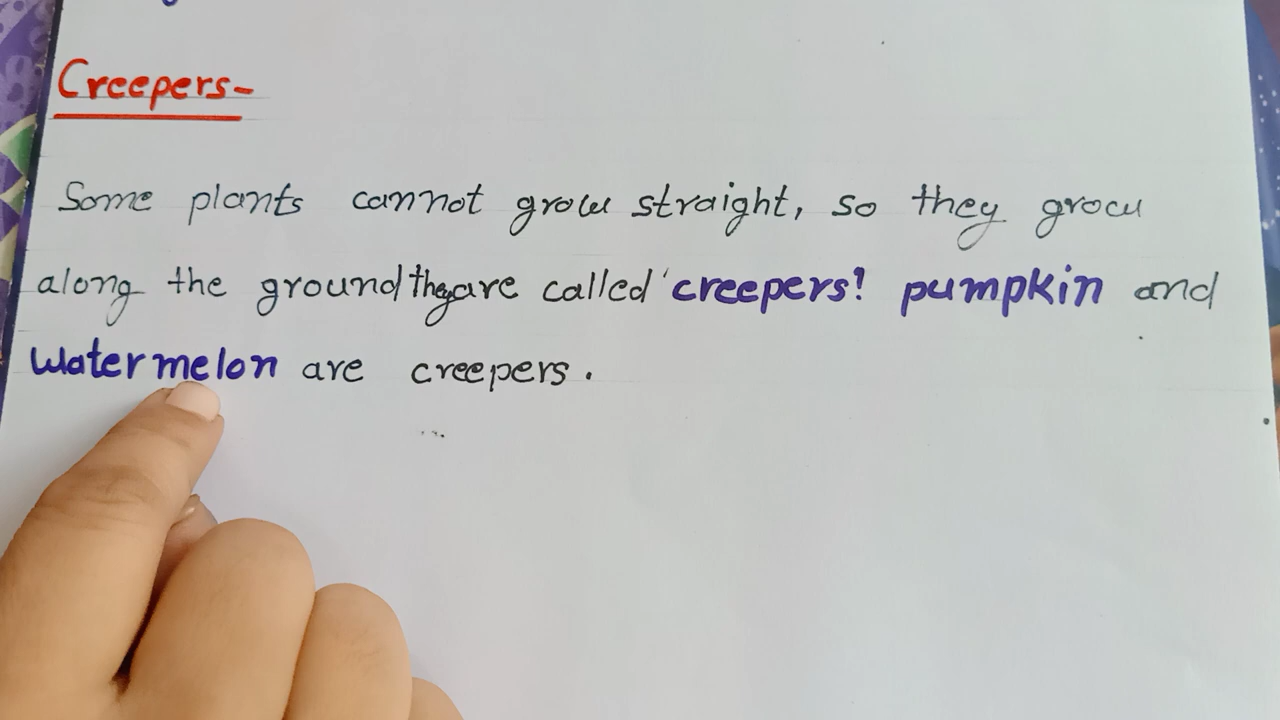 Creepers-
Some plants cannot grow straight, so they grow
along the ground they are called 'creepers! pumpkin and
Watermelon are creepers.